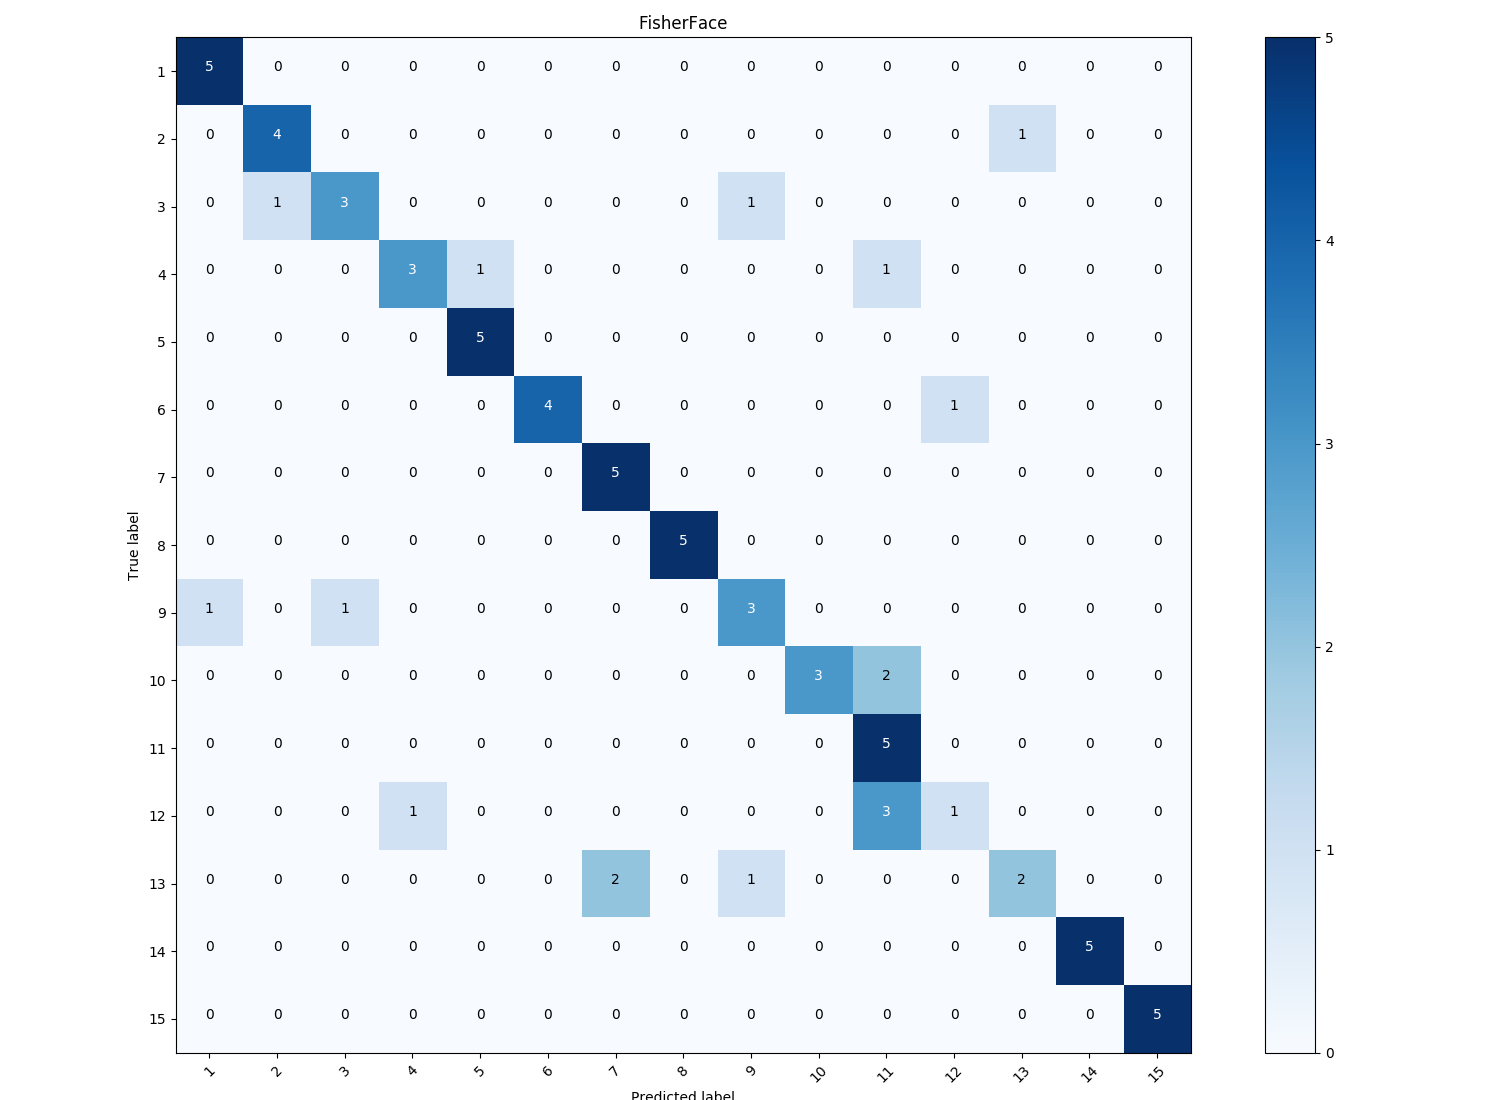 FisherFace
1 5 0 0 0 0 0 0 0 0 0 0 0 0 0 0
2 0 4 0 0 0 0 0 0 0 0 0 0 1 0 0
3 0 1 3 0 0 0 0 0 1 0 0 0 0 0 0
4 0 0 0 3 1 0 0 0 0 0 1 0 0 0 0
5 0 0 0 0 5 0 0 0 0 0 0 0 0 0 0
6 0 0 0 0 0 4 0 0 0 0 0 1 0 0 0
7 0 0 0 0 0 0 5 0 0 0 0 0 0 0 0
8 0 0 0 0 0 0 0 5 0 0 0 0 0 0 0
9 1 0 1 0 0 0 0 0 3 0 0 0 0 0 0
10 0 0 0 0 0 0 0 0 0 3 2 0 0 0 0
11 0 0 0 0 0 0 0 0 0 0 5 0 0 0 0
12 0 0 0 1 0 0 0 0 0 0 3 1 0 0 0
13 0 0 0 0 0 0 2 0 1 0 0 0 2 0 0
14 0 0 0 0 0 0 0 0 0 0 0 0 0 5 0
15 0 0 0 0 0 0 0 0 0 0 0 0 0 0 5
1 2 3 4 5 6 7 8 9 10 11 12 13 14 15
True label
Predicted label
5
4
3
2
1
0